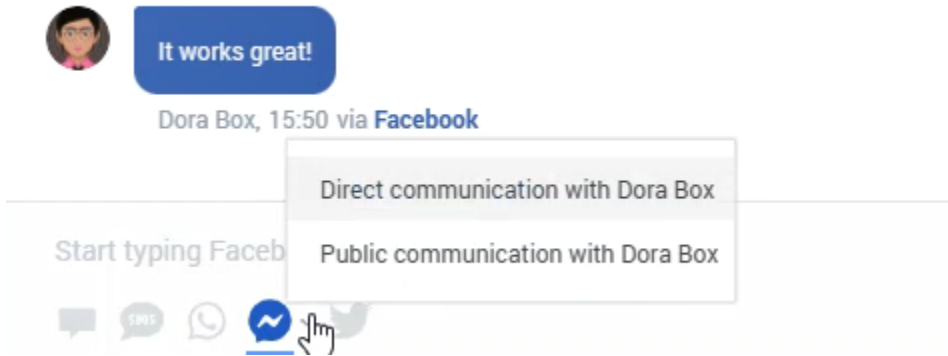 It works great!
Dora Box, 15:50 via Facebook
Direct communication with Dora Box
Start typing Faceb
Public communication with Dora Box
SMS